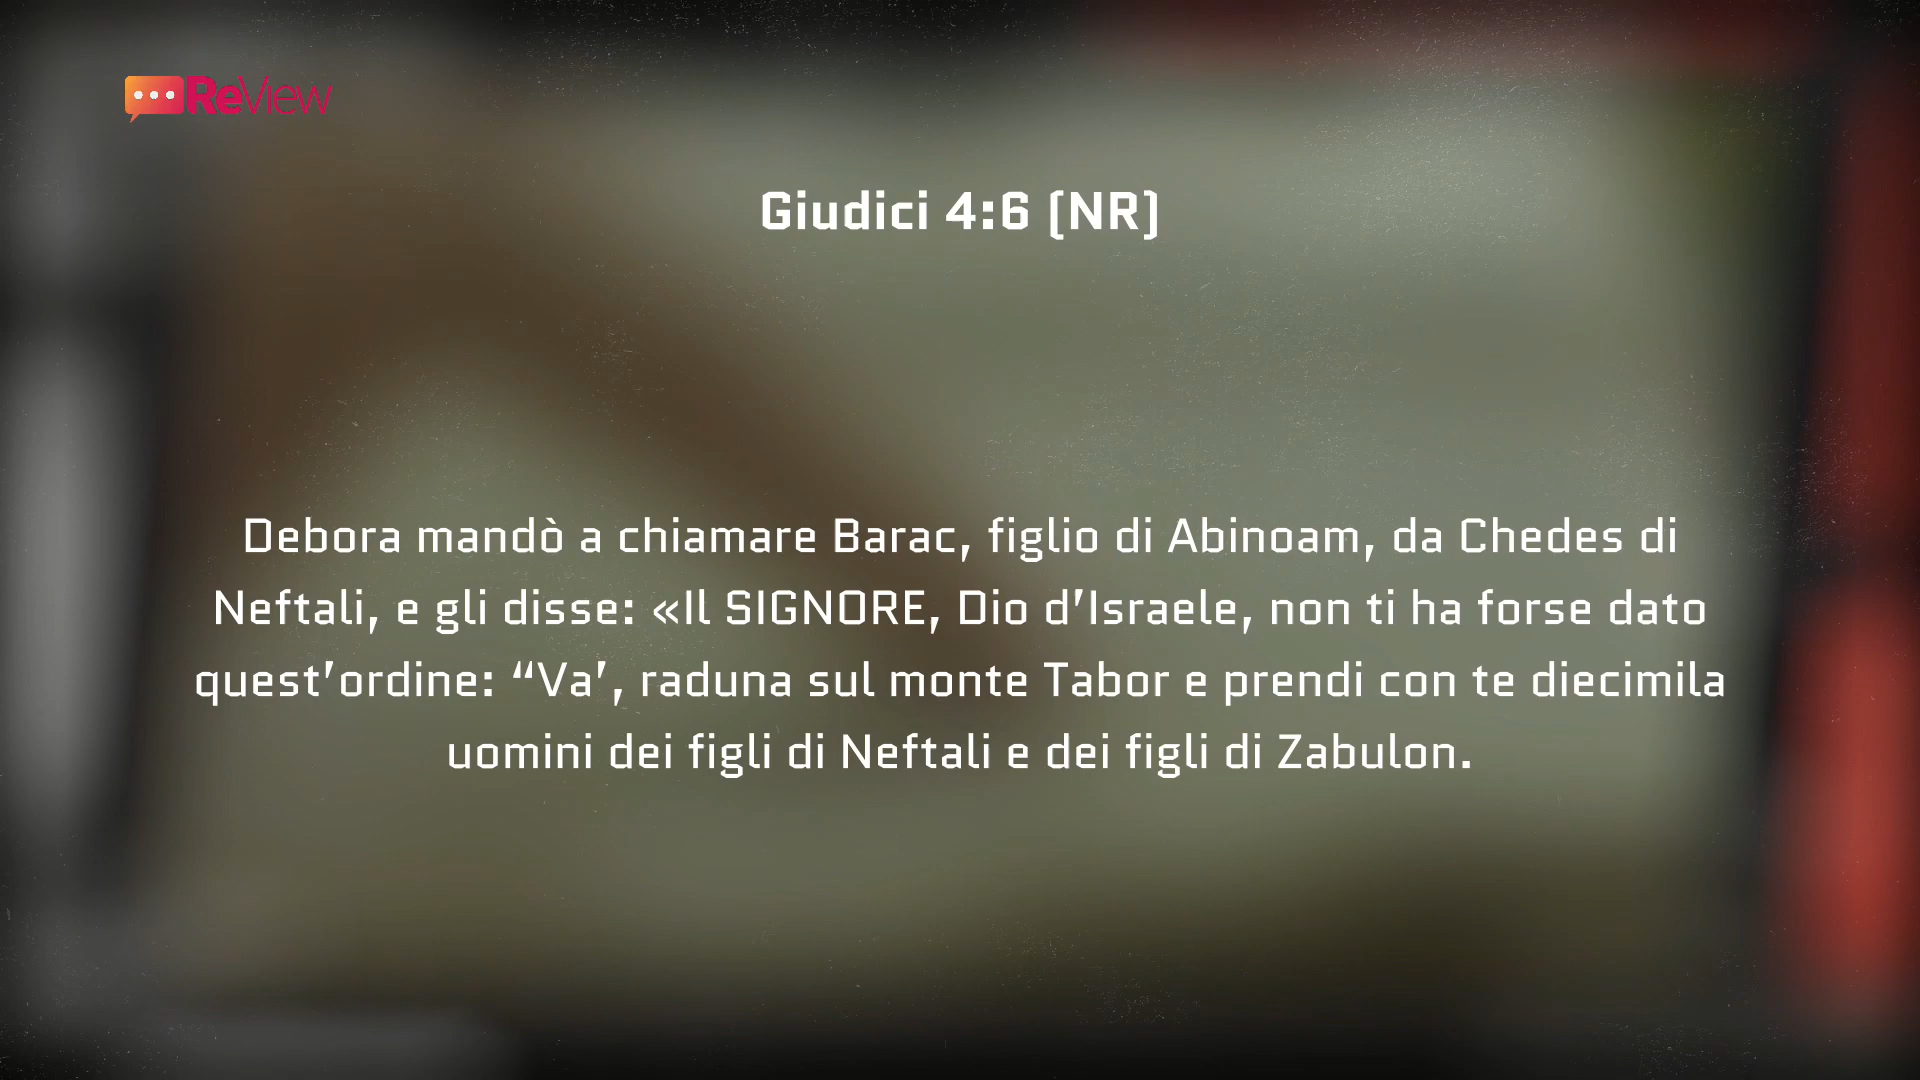 ReView
Giudici 4:6 (NR)
Debora mandò a chiamare Barac, figlio di Abinoam, da Chedes di
Neftali, e gli disse: «Il SIGNORE, Dio d’Israele, non ti ha forse dato
quest’ordine: “Va’, raduna sul monte Tabor e prendi con te diecimila
uomini dei figli di Neftali e dei figli di Zabulon.